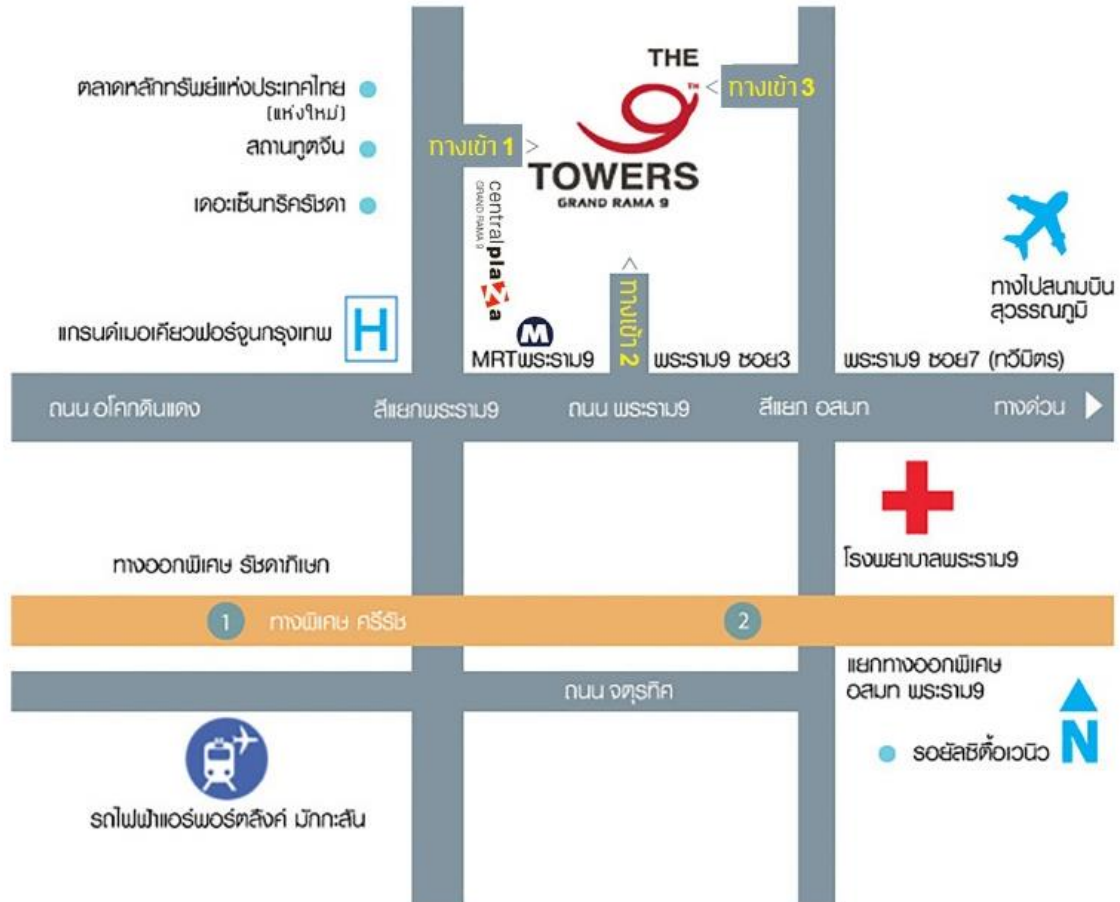 THE
9
TM
TOWERS
GRAND RAMA 9
ทางเข้า 3
ตลาดหลักทรัพย์แห่งประเทศไทย
(แห่งใหม่)
ทางเข้า 1
สถานทูตจีน
เดอะเซ็นทริครัชดา
centralplaza
GRAND RAMA 9
ทางเข้า 2
ทางไปสนามบิน
สุวรรณภูมิ
แกรนด์เมอเคียวฟอร์จูนกรุงเทพ
H
M
MRTพระราม9
พระราม9 ซอย3
พระราม9 ซอย7 (ทวีมิตร)
ถนน อโศกดินแดง
สี่แยกพระราม9
ถนน พระราม9
สี่แยก อสมท
ทางด่วน
โรงพยาบาลพระราม9
ทางออกพิเศษ รัชดาภิเษก
1
ทางพิเศษ ศรีรัช
2
แยกทางออกพิเศษ
อสมท พระราม9
ถนน จตุรทิศ
N
รอยัลซิตี้อเวนิว
รถไฟฟ้าแอร์พอร์ตลิงค์ มักกะสัน